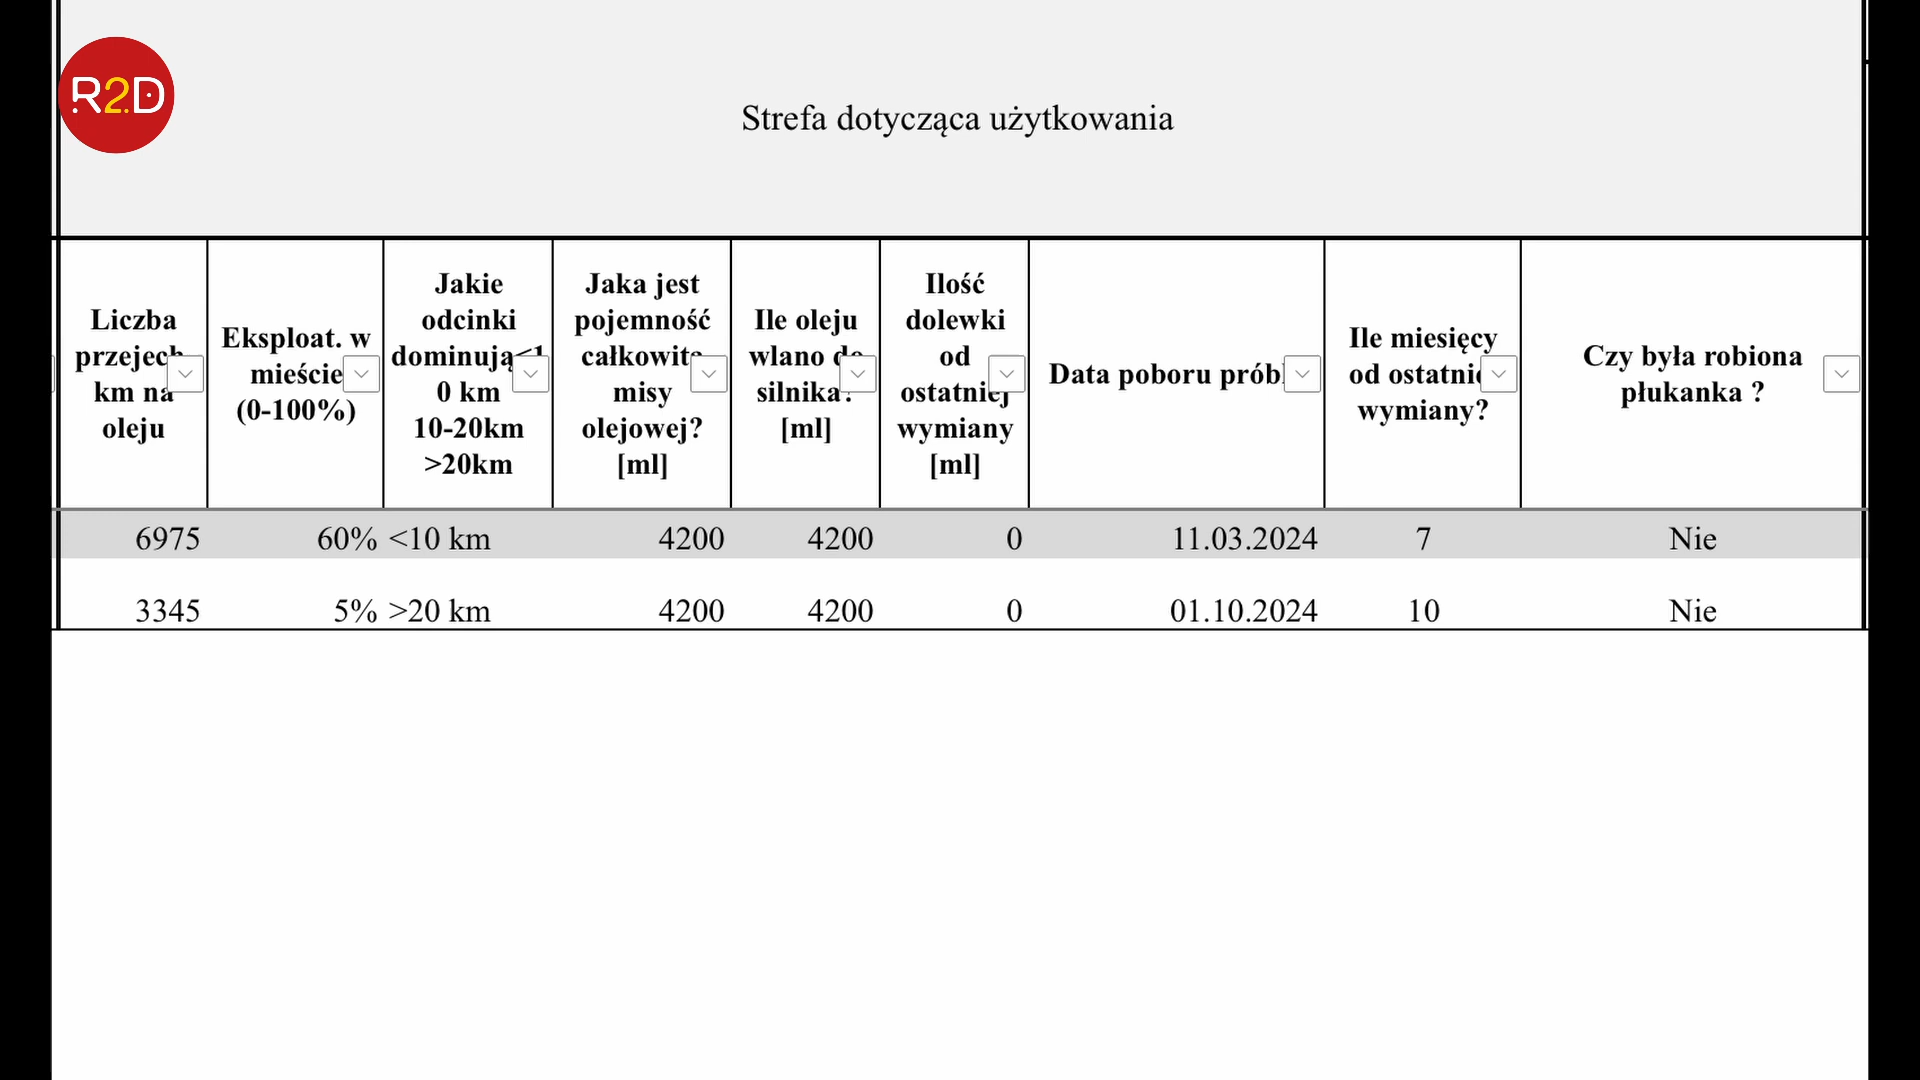 R2D
Strefa dotycząca użytkowania
Liczba
km na
oleju
Eksploat. w
mieście
(0-100%)
Jakie
odcinki
dominują<1
0 km
10-20km
>20km
Jaka jest
pojemność
misy
olejowej?
[ml]
Ile oleju
wlano
silnika?
[ml]
Ilość
dolewki
od
ostatniej
wymiany
[ml]
Data poboru
Ile miesięcy
od
wymiany?
Czy była robiona
płukanka ?
6975 60% <10 km 4200 4200 0 11.03.2024 7 Nie
3345 5% >20 km 4200 4200 0 01.10.2024 10 Nie